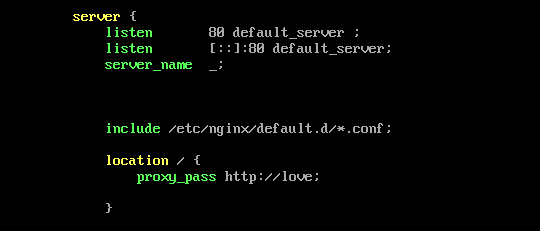 server {
listen 80 default_server ;
listen [::]:80 default_server;
server_name _;
include /etc/nginx/default.d/*.conf;
location / {
proxy_pass http://love;
}